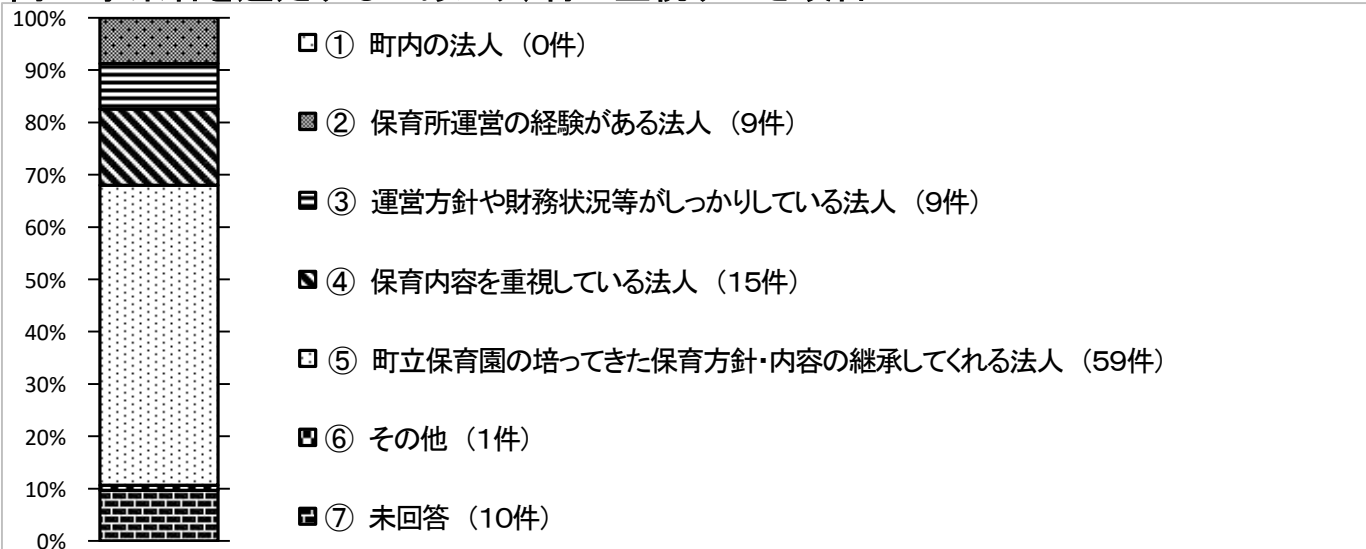 100%
90%
80%
70%
60%
50%
40%
30%
20%
10%
0%
① 町内の法人 (0件)
② 保育所運営の経験がある法人 (9件)
③ 運営方針や財務状況等がしっかりしている法人 (9件)
④ 保育内容を重視している法人 (15件)
⑤ 町立保育園の培ってきた保育方針・内容の継承してくれる法人 (59件)
⑥ その他 (1件)
⑦ 未回答 (10件)